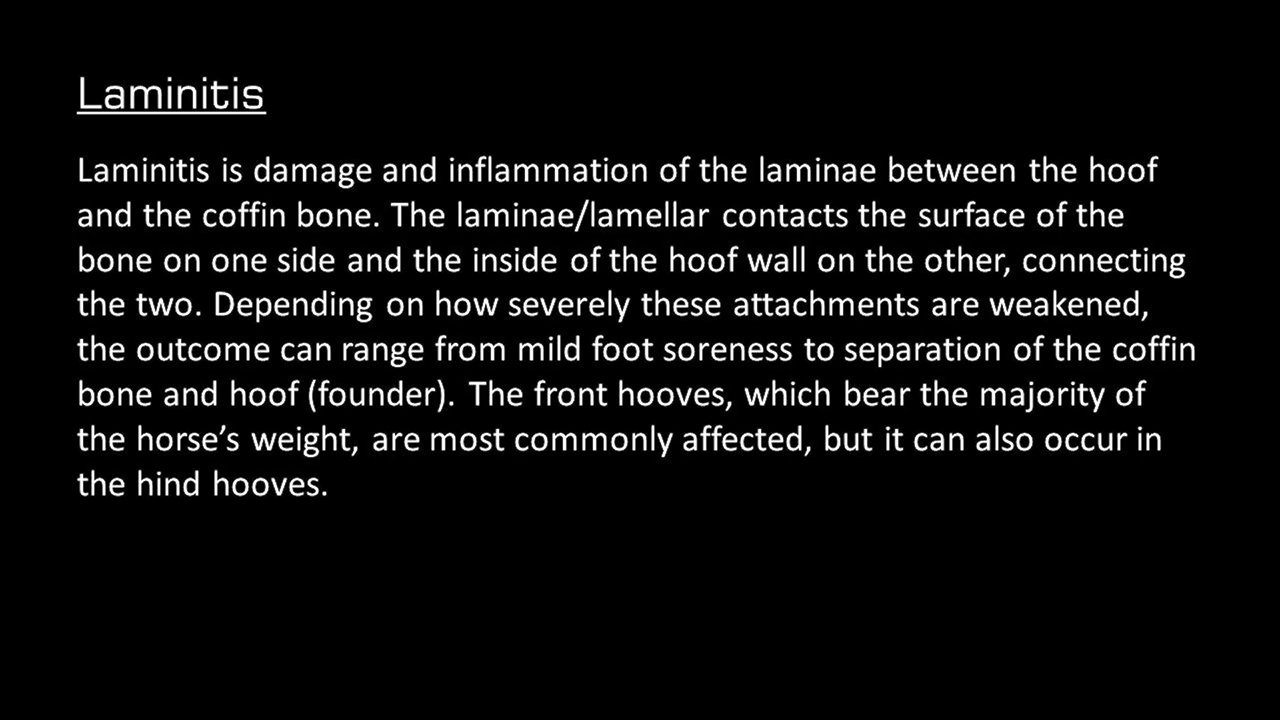 Laminitis
Laminitis is damage and inflammation of the laminae between the hoof
and the coffin bone. The laminae/lamellar contacts the surface of the
bone on one side and the inside of the hoof wall on the other, connecting
the two. Depending on how severely these attachments are weakened,
the outcome can range from mild foot soreness to separation of the coffin
bone and hoof (founder). The front hooves, which bear the majority of
the horse’s weight, are most commonly affected, but it can also occur in
the hind hooves.